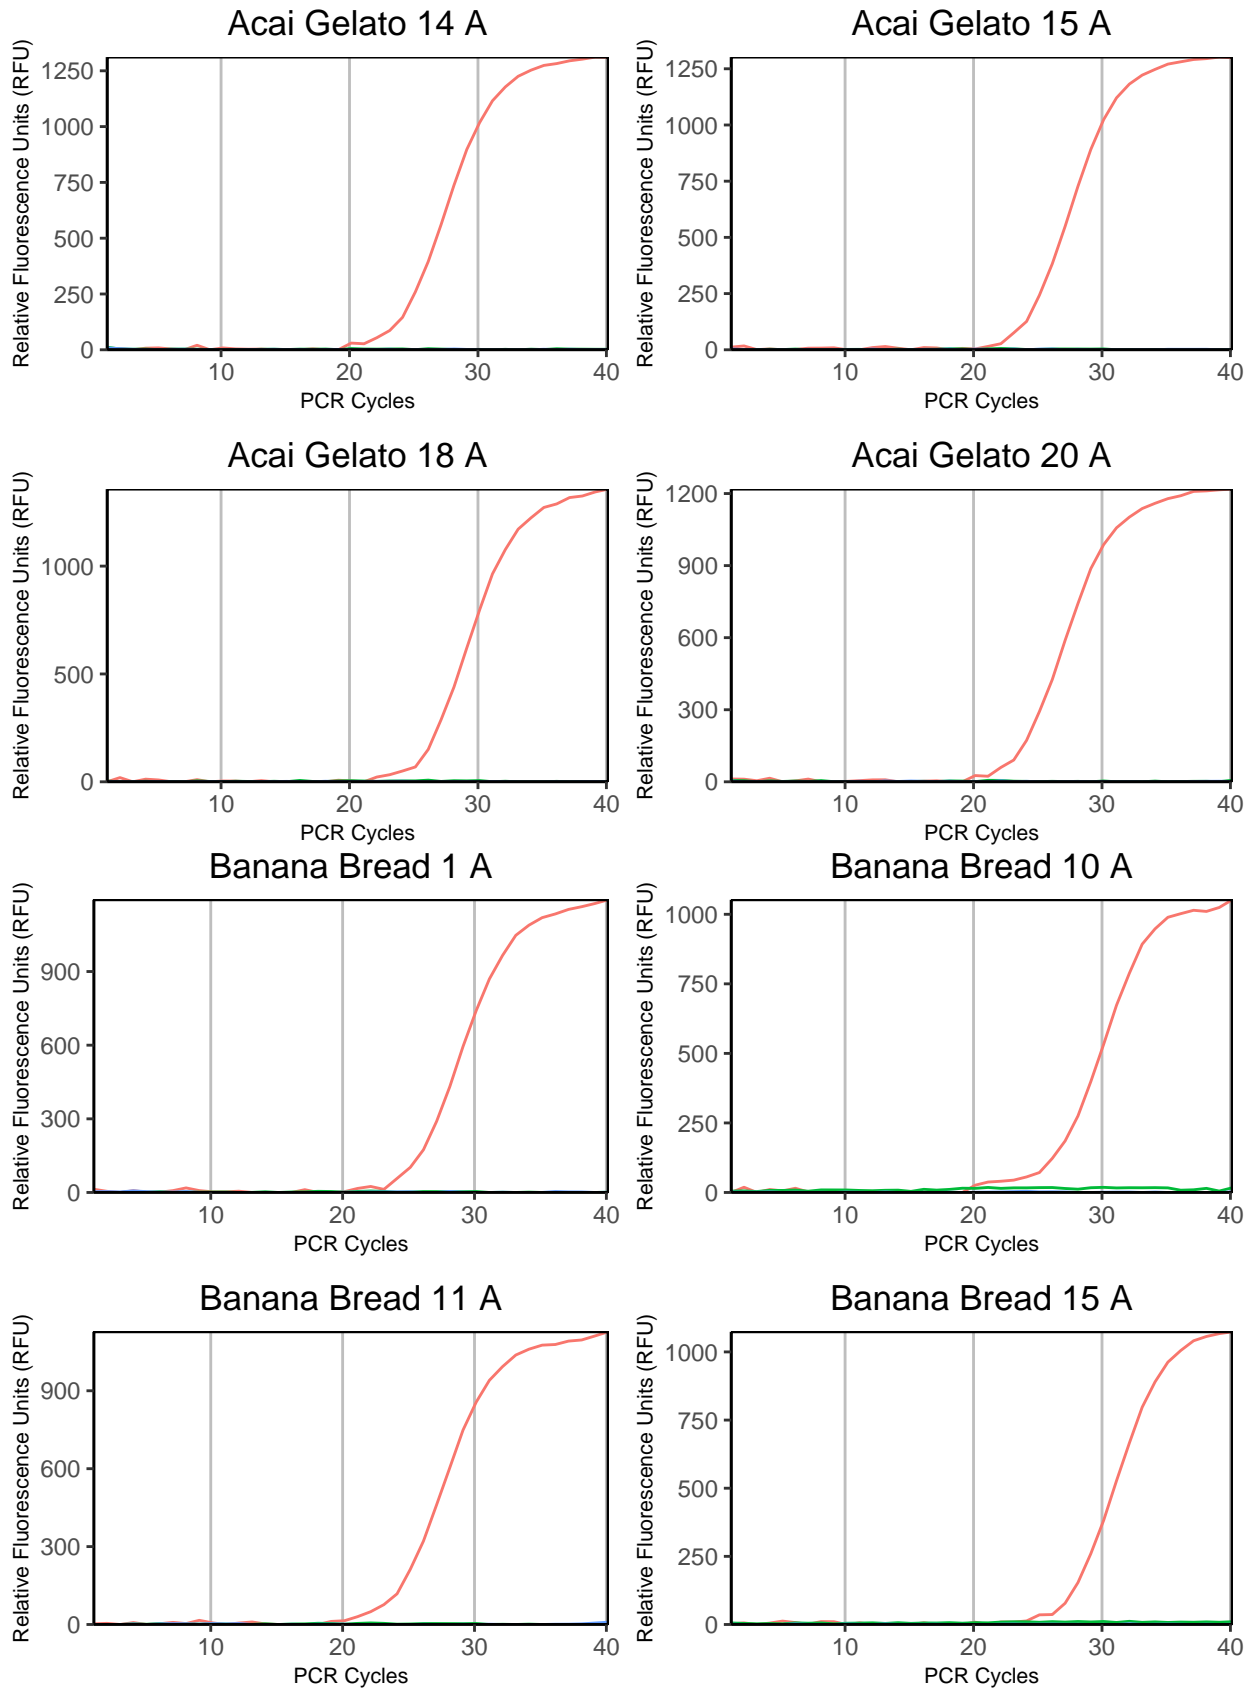 Acai Gelato 14 A
Relative Fluorescence Units (RFU)
1250
1000
750
500
250
0
10
20
30
40
PCR Cycles
Acai Gelato 15 A
Relative Fluorescence Units (RFU)
1250
1000
750
500
250
0
10
20
30
40
PCR Cycles
Acai Gelato 18 A
Relative Fluorescence Units (RFU)
1000
500
0
10
20
30
40
PCR Cycles
Acai Gelato 20 A
Relative Fluorescence Units (RFU)
1200
900
600
300
0
10
20
30
40
PCR Cycles
Banana Bread 1 A
Relative Fluorescence Units (RFU)
900
600
300
0
10
20
30
40
PCR Cycles
Banana Bread 10 A
Relative Fluorescence Units (RFU)
1000
750
500
250
0
10
20
30
40
PCR Cycles
Banana Bread 11 A
Relative Fluorescence Units (RFU)
900
600
300
0
10
20
30
40
PCR Cycles
Banana Bread 15 A
Relative Fluorescence Units (RFU)
1000
750
500
250
0
10
20
30
40
PCR Cycles